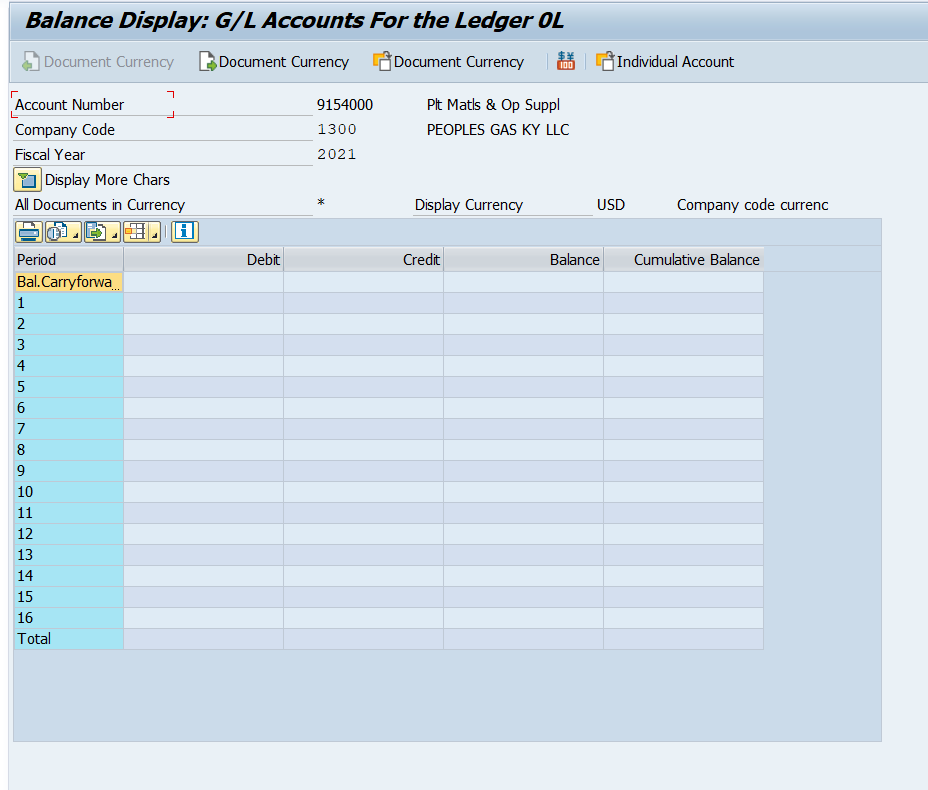 Balance Display: G/L Accounts For the Ledger 0L
Document Currency Document Currency Document Currency Individual Account
Account Number 9154000 Plt Matls & Op Suppl
Company Code 1300 PEOPLES GAS KY LLC
Fiscal Year 2021
Display More Chars
All Documents in Currency * Display Currency USD Company code currenc
Period Debit Credit Balance Cumulative Balance
Bal.Carryforwa...
1
2
3
4
5
6
7
8
9
10
11
12
13
14
15
16
Total